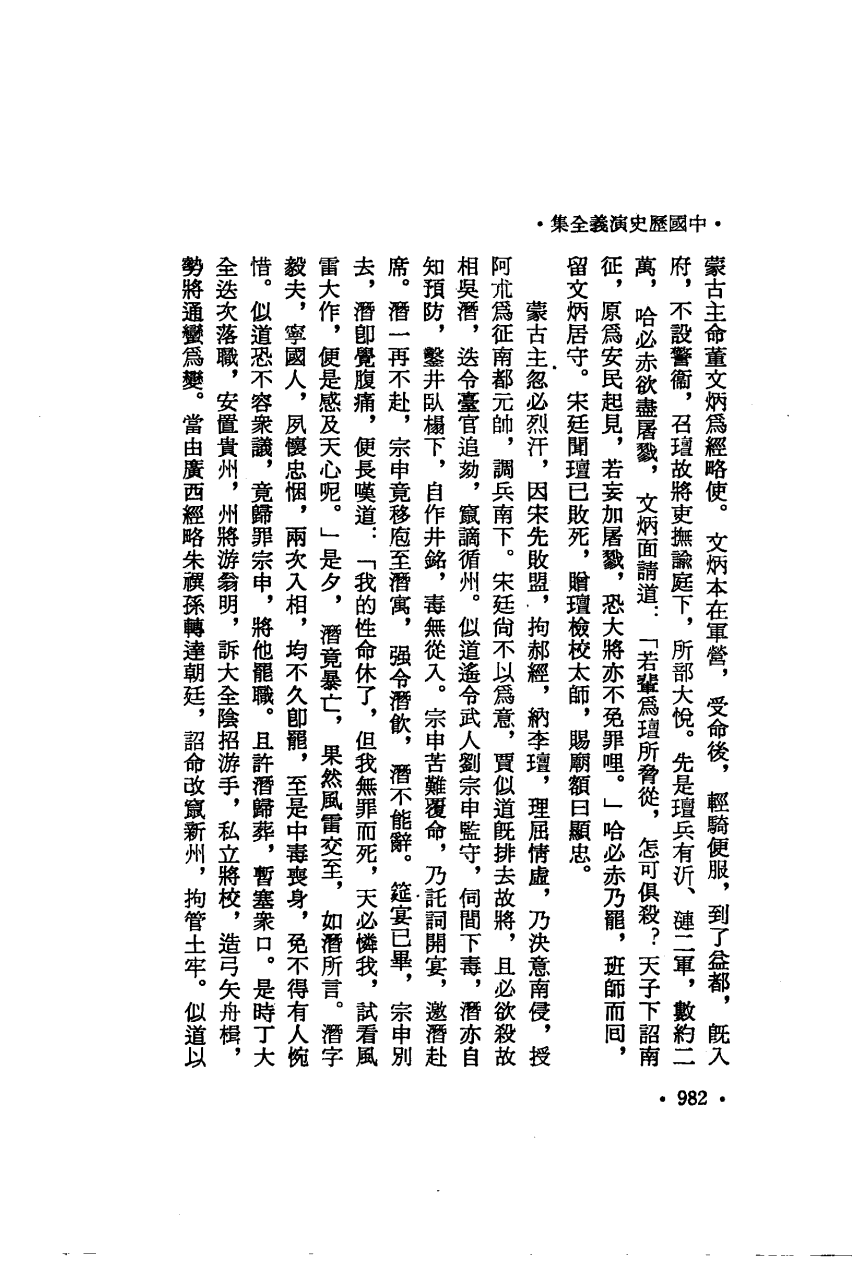 •中國歷史演義全集•
蒙古主命董文炳爲經略使。文炳本在軍營，受命後，輕騎便服，到了益都，旣入
府，不設警衞，召璮故將吏撫諭庭下，所部大悅。先是璮兵有沂、漣二軍，數約二
萬，哈必赤欲盡屠戮，文炳面請道：「若輩爲璮所脅從，怎可俱殺？天子下詔南
征，原爲安民起見，若妄加屠戮，恐大將亦不免罪哩。」哈必赤乃罷，班師而囘，
留文炳居守。宋廷聞璮已敗死，贈璮檢校太師，賜廟額曰顯忠。
蒙古主忽必烈汗，因宋先敗盟，拘郝經，納李璮，理屈情虛，乃決意南侵，授
阿朮爲征南都元帥，調兵南下。宋廷尙不以爲意，賈似道旣排去故將，且必欲殺故
相吳潛，迭令臺官追劾，竄謫循州。似道遙令武人劉宗申監守，伺間下毒，潛亦自
知預防，鑿井臥榻下，自作井銘，毒無從入。宗申苦難覆命，乃託詞開宴，邀潛赴
席。潛一再不赴，宗申竟移庖至潛寓，强令潛飮，潛不能辭。筵宴已畢，宗申別
去，潛卽覺腹痛，便長嘆道：「我的性命休了，但我無罪而死，天必憐我，試看風
雷大作，便是感及天心呢。」是夕，潛竟暴亡，果然風雷交至，如潛所言。潛字
毅夫，寧國人，夙懷忠悃，兩次入相，均不久卽罷，至是中毒喪身，免不得有人惋
惜。似道恐不容衆議，竟歸罪宗申，將他罷職。且許潛歸葬，暫塞衆口。是時丁大
全迭次落職，安置貴州，州將游翁明，訴大全陰招游手，私立將校，造弓矢舟楫，
勢將通蠻爲變。當由廣西經略朱禩孫轉達朝廷，詔命改竄新州，拘管土牢。似道以
•982•